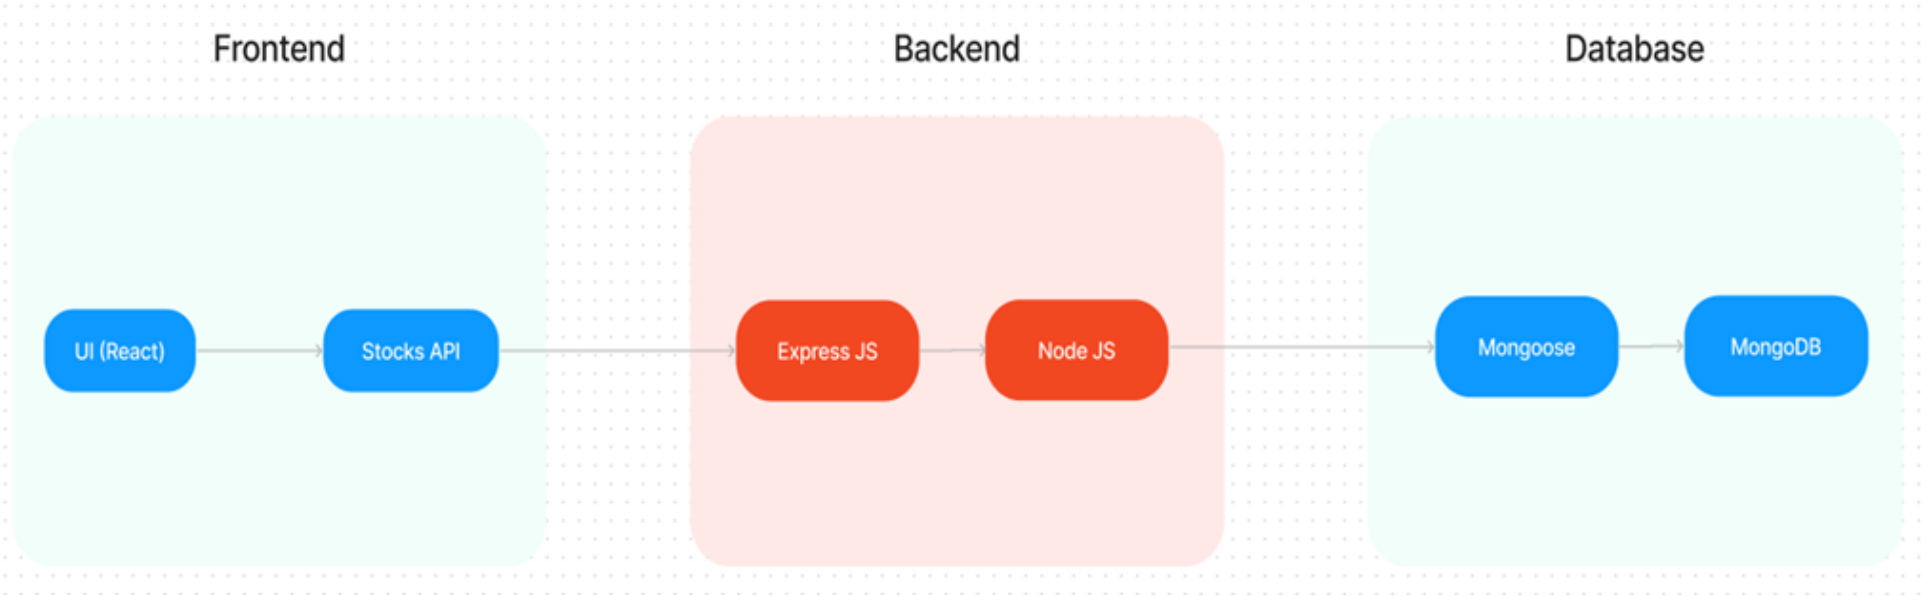 Frontend
Backend
Database
UI (React)
Stocks API
Express JS
Node JS
Mongoose
MongoDB